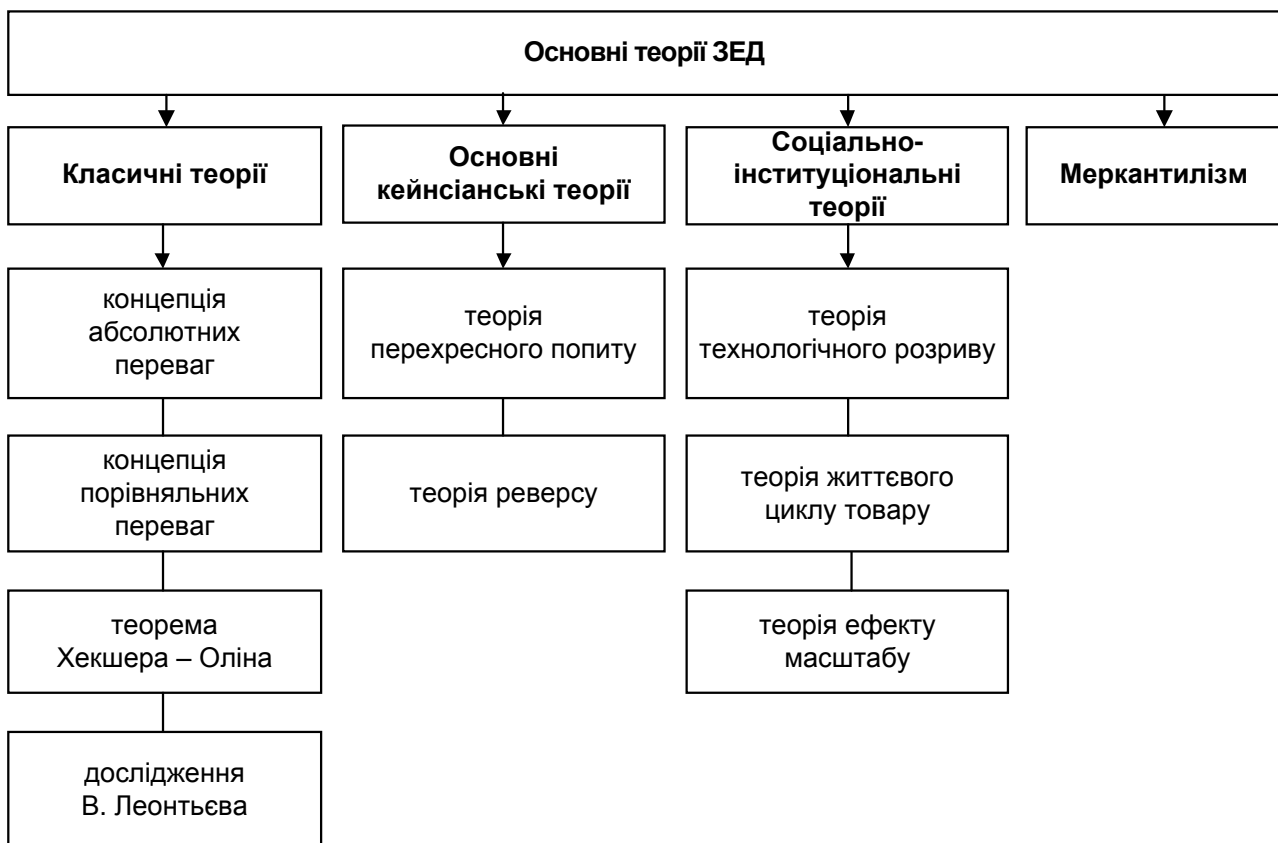 Основні теорії ЗЕД
Класичні теорії
Основні
кейнсіанські теорії
Соціально-
інституціональні
теорії
Меркантилізм
концепція
абсолютних
переваг
теорія
перехресного попиту
теорія
технологічного розриву
концепція
порівняльних
переваг
теорія реверсу
теорія життєвого
циклу товару
теорема
Хекшера – Оліна
теорія ефекту
масштабу
дослідження
В. Леонтьєва